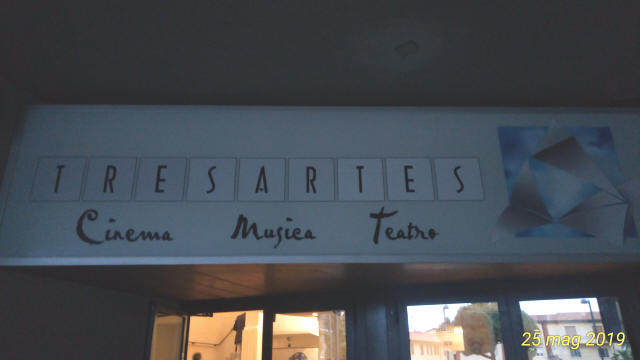 TRESARTES
Cinema Musica Teatro
25 mag 2019